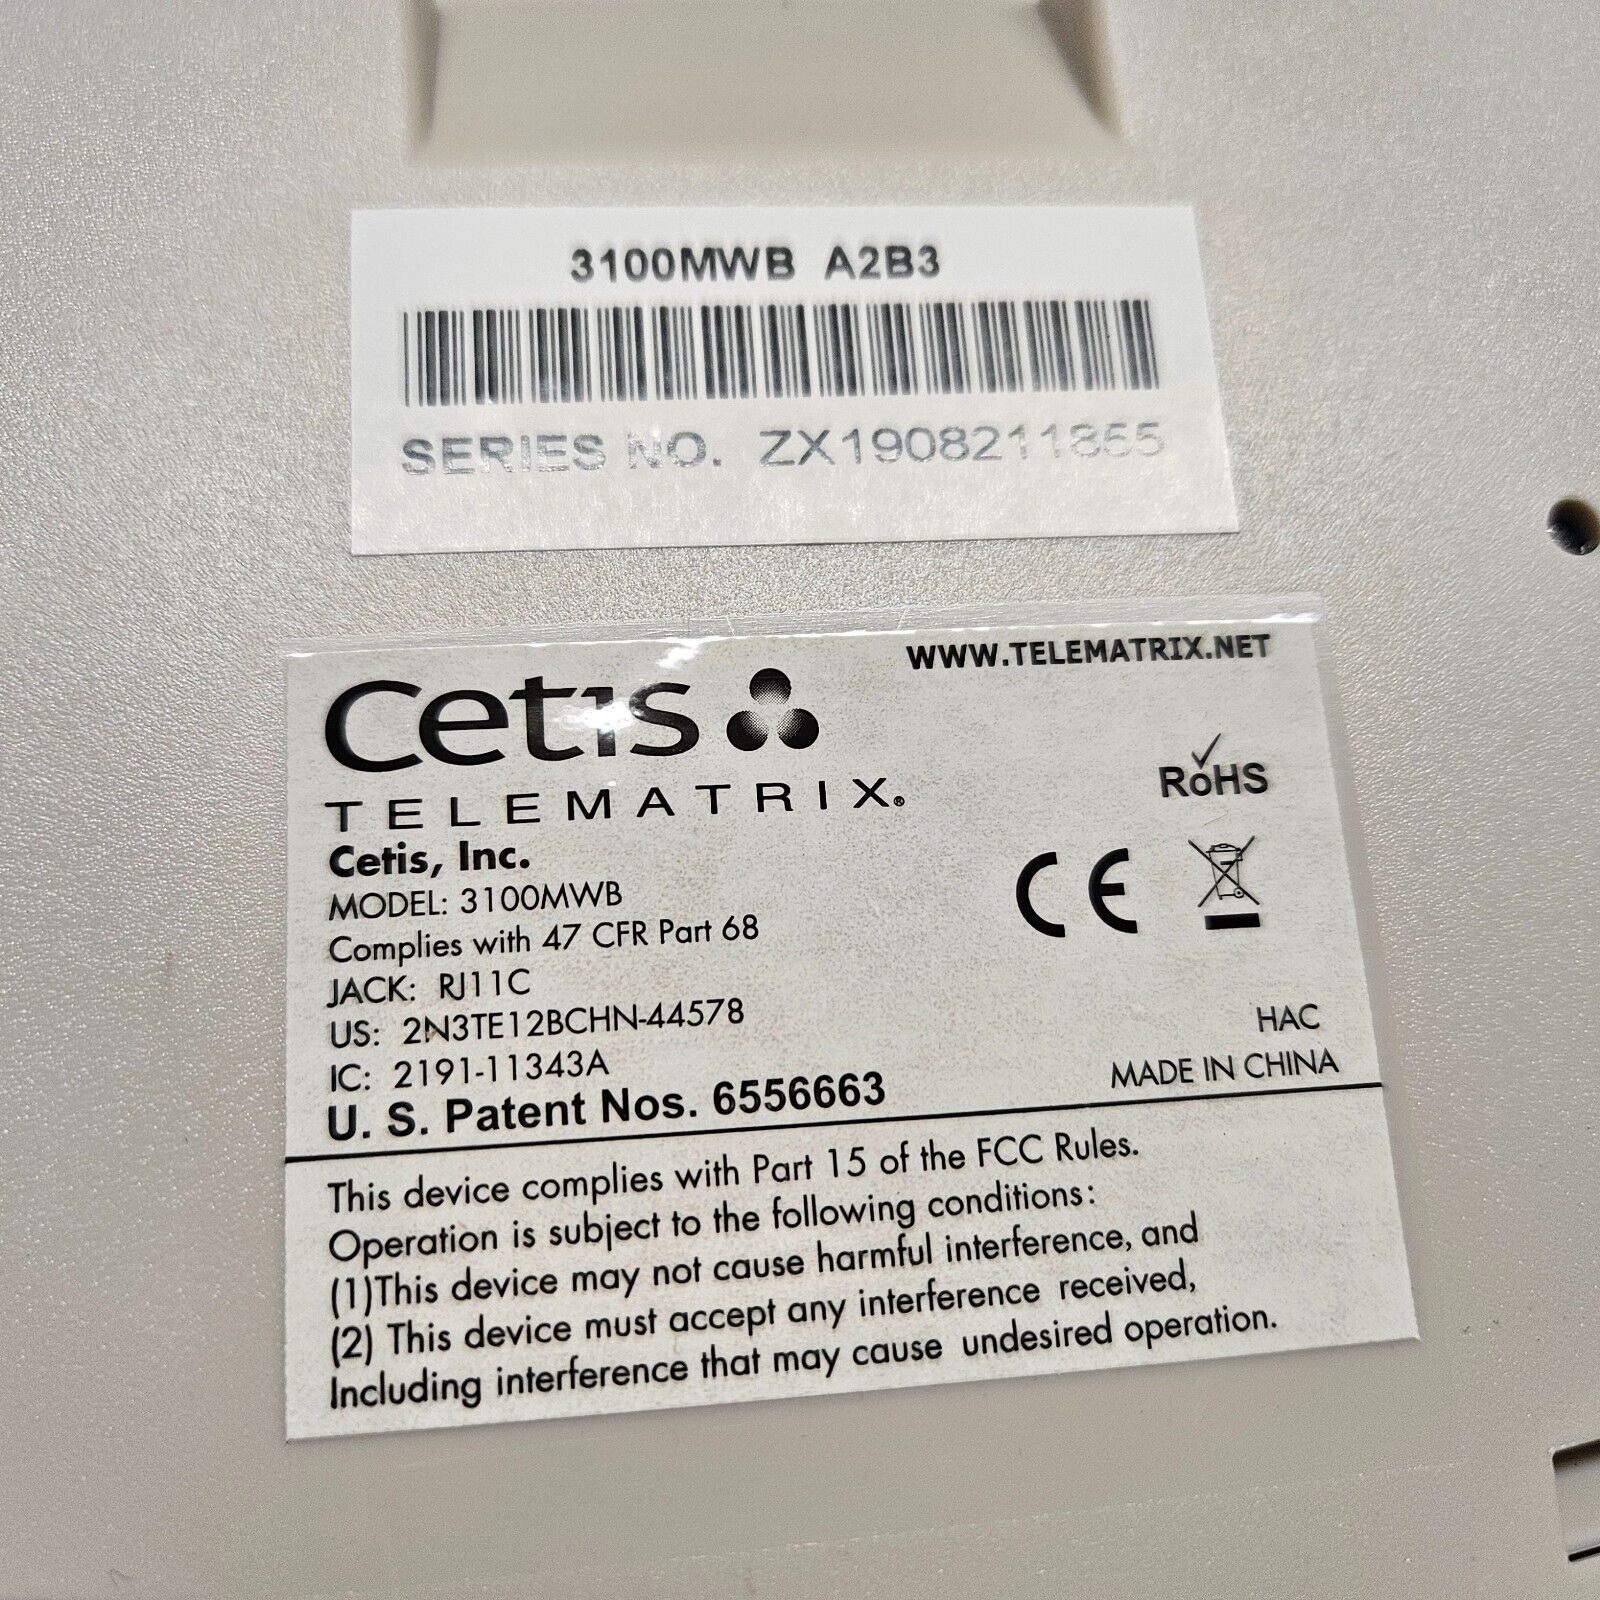 3100MWB A2B3
SERIES NO. ZX1908211855
WWW.TELEMATRIX.NET
cetis
TELEMATRIX®
RoHS
Cetis, Inc.
MODEL: 3100MWB
Complies with 47 CFR Part 68
CE
JACK: RJ11C
US: 2N3TE12BCHN-44578
HAC
IC: 2191-11343A
MADE IN CHINA
U. S. Patent Nos. 6556663
This device complies with Part 15 of the FCC Rules.
Operation is subject to the following conditions:
(1)This device may not cause harmful interference, and
(2) This device must accept any interference received,
Including interference that may cause undesired operation.